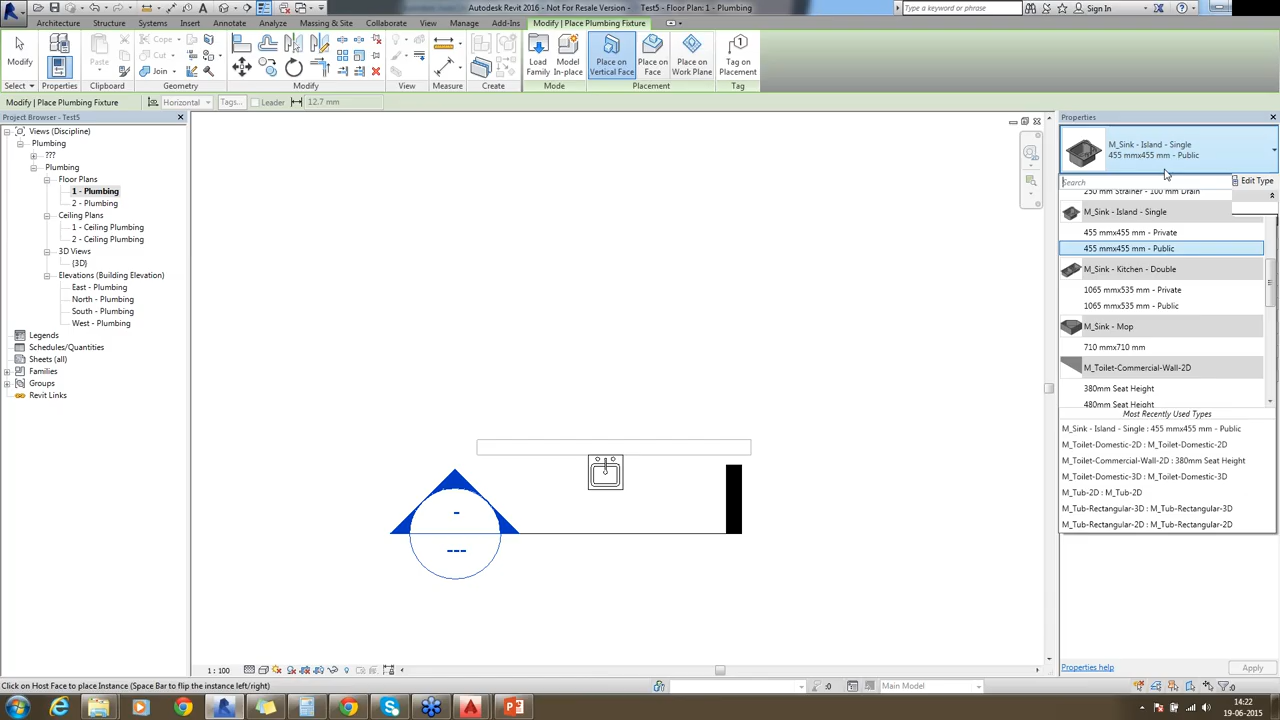 Autodesk Revit 2016 - Not For Resale Version - Test5 - Floor Plan: 1 - Plumbing
Type a keyword or phrase
Sign In
Architecture Structure Systems Insert Annotate Analyze Massing & Site Collaborate View Manage Add-Ins Modify | Place Plumbing Fixture
Modify
Paste
Cope
Cut
Join
Load Family
Model In-place
Place on Vertical Face
Place on Face
Place on Work Plane
Tag on Placement
Select Properties Clipboard Geometry Modify View Measure Create Mode Placement Tag
Modify | Place Plumbing Fixture Horizontal Tags... Leader 12.7 mm
Project Browser - Test5
Views (Discipline)
Plumbing
???
Plumbing
Floor Plans
1 - Plumbing
2 - Plumbing
Ceiling Plans
1 - Ceiling Plumbing
2 - Ceiling Plumbing
3D Views
{3D}
Elevations (Building Elevation)
East - Plumbing
North - Plumbing
South - Plumbing
West - Plumbing
Legends
Schedules/Quantities
Sheets (all)
Families
Groups
Revit Links
-
---
Properties
M_Sink - Island - Single
455 mmx455 mm - Public
Search
Edit Type
250 mm Strainer - 100 mm Drain
M_Sink - Island - Single
455 mmx455 mm - Private
455 mmx455 mm - Public
M_Sink - Kitchen - Double
1065 mmx535 mm - Private
1065 mmx535 mm - Public
M_Sink - Mop
710 mmx710 mm
M_Toilet-Commercial-Wall-2D
380mm Seat Height
480mm Seat Height
Most Recently Used Types
M_Sink - Island - Single : 455 mmx455 mm - Public
M_Toilet-Domestic-2D : M_Toilet-Domestic-2D
M_Toilet-Commercial-Wall-2D : 380mm Seat Height
M_Toilet-Domestic-3D : M_Toilet-Domestic-3D
M_Tub-2D : M_Tub-2D
M_Tub-Rectangular-3D : M_Tub-Rectangular-3D
M_Tub-Rectangular-2D : M_Tub-Rectangular-2D
Properties help
Apply
1 : 100
Click on Host Face to place Instance (Space Bar to flip the instance left/right)
:0
Main Model
:0
14:22
19-06-2015